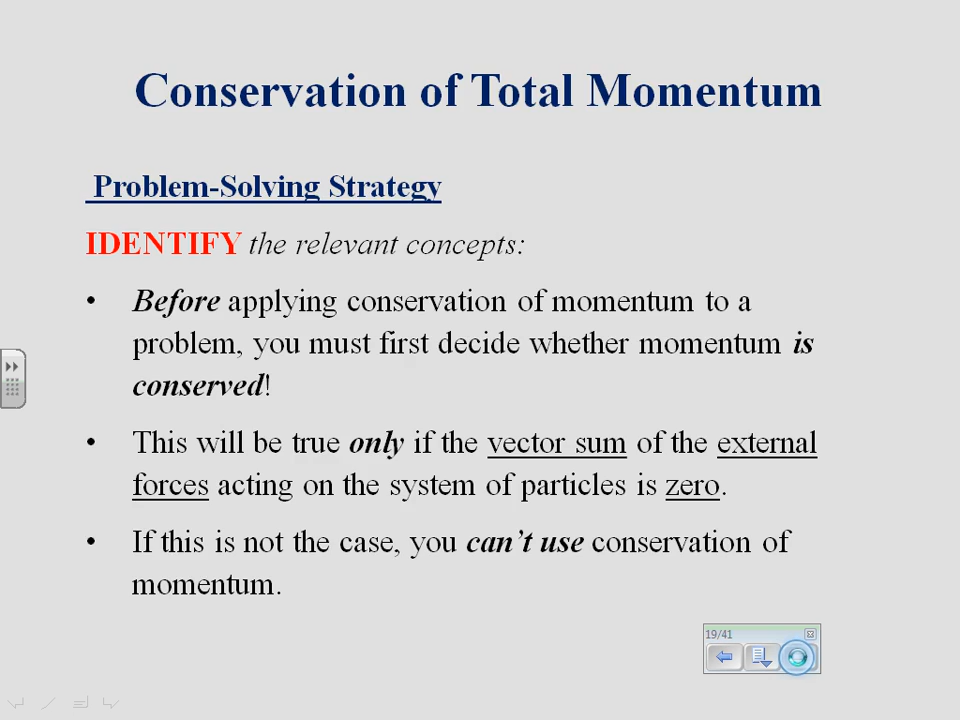 Conservation of Total Momentum
Problem-Solving Strategy
IDENTIFY the relevant concepts:
• Before applying conservation of momentum to a
problem, you must first decide whether momentum is
conserved!
• This will be true only if the vector sum of the external
forces acting on the system of particles is zero.
• If this is not the case, you can’t use conservation of
momentum.
19/41